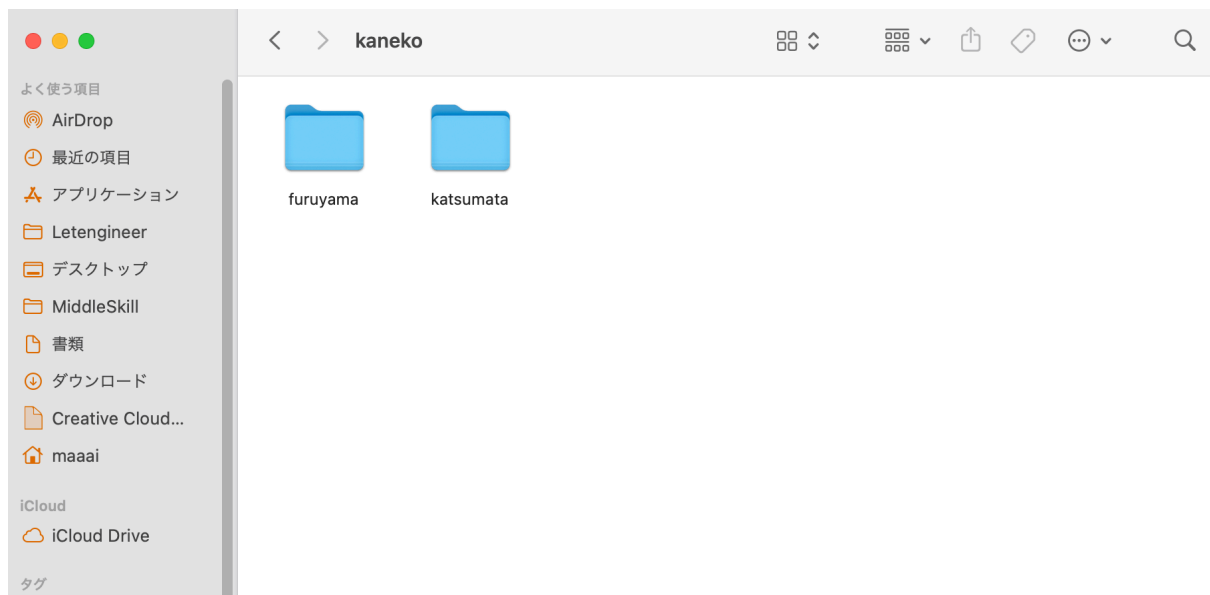 kaneko
よく使う項目
AirDrop
最近の項目
アプリケーション
Letengineer
デスクトップ
MiddleSkill
書類
ダウンロード
Creative Cloud...
maaai
iCloud
iCloud Drive
タグ
furuyama
katsumata